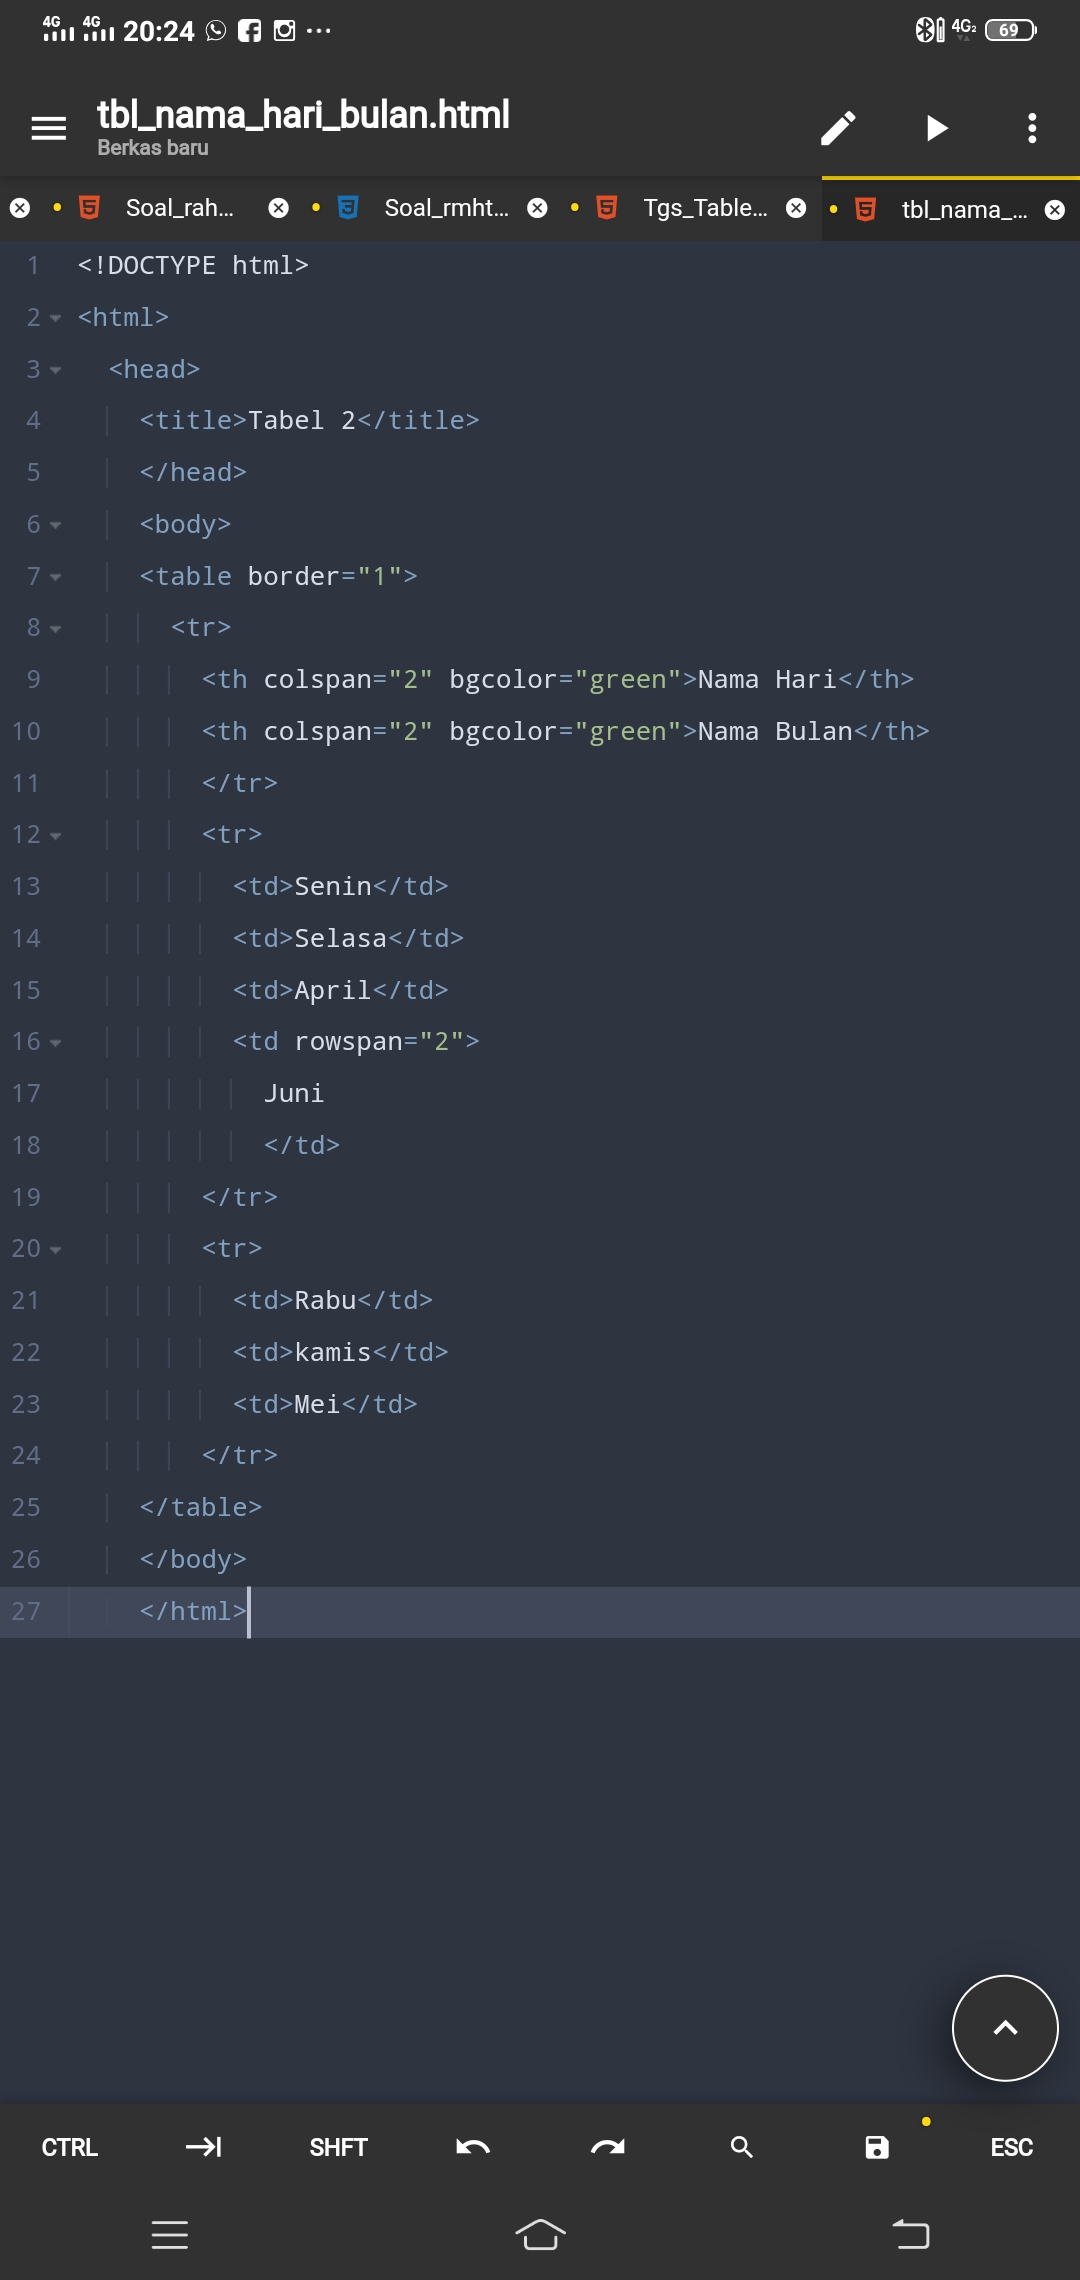 4G 4G 20:24 4G₂ 69
tbl_nama_hari_bulan.html
Berkas baru
Soal_rah... Soal_rmht... Tgs_Table... tbl_nama_...
1 <!DOCTYPE html>
2 <html>
3 <head>
4 <title>Tabel 2</title>
5 </head>
6 <body>
7 <table border="1">
8 <tr>
9 <th colspan="2" bgcolor="green">Nama Hari</th>
10 <th colspan="2" bgcolor="green">Nama Bulan</th>
11 </tr>
12 <tr>
13 <td>Senin</td>
14 <td>Selasa</td>
15 <td>April</td>
16 <td rowspan="2">
17 Juni
18 </td>
19 </tr>
20 <tr>
21 <td>Rabu</td>
22 <td>kamis</td>
23 <td>Mei</td>
24 </tr>
25 </table>
26 </body>
27 </html>
CTRL SHFT ESC